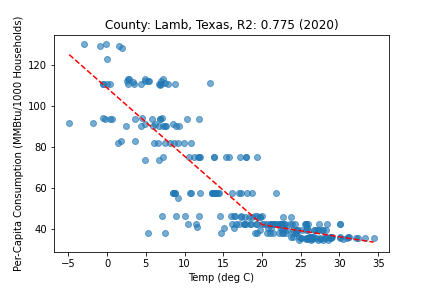 County: Lamb, Texas, R2: 0.775 (2020)
Per-Capita Consumption (MMBtu/1000 Households)
120
100
80
60
40
−5 0 5 10 15 20 25 30 35
Temp (deg C)